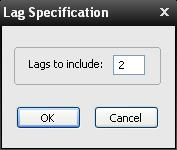 Lag Specification x
Lags to include: 2
OK Cancel